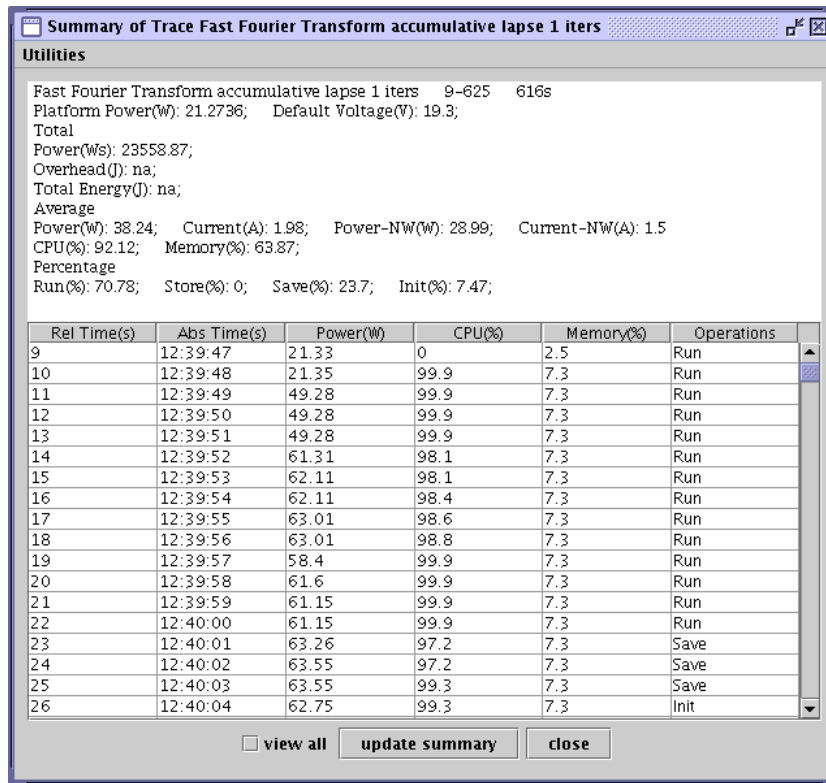 Summary of Trace Fast Fourier Transform accumulative lapse 1 iters
Utilities
Fast Fourier Transform accumulative lapse 1 iters 9-625 616s
Platform Power(W): 21.2736; Default Voltage(V): 19.3;
Total
Power(Ws): 23558.87;
Overhead(J): na;
Total Energy(J): na;
Average
Power(W): 38.24; Current(A): 1.98; Power-NW(W): 28.99; Current-NW(A): 1.5
CPU(%): 92.12; Memory(%): 63.87;
Percentage
Run(%): 70.78; Store(%): 0; Save(%): 23.7; Init(%): 7.47;
Rel Time(s) Abs Time(s) Power(W) CPU(%) Memory(%) Operations
9 12:39:47 21.33 0 2.5 Run
10 12:39:48 21.35 99.9 7.3 Run
11 12:39:49 49.28 99.9 7.3 Run
12 12:39:50 49.28 99.9 7.3 Run
13 12:39:51 49.28 99.9 7.3 Run
14 12:39:52 61.31 98.1 7.3 Run
15 12:39:53 62.11 98.1 7.3 Run
16 12:39:54 62.11 98.4 7.3 Run
17 12:39:55 63.01 98.6 7.3 Run
18 12:39:56 63.01 98.8 7.3 Run
19 12:39:57 58.4 99.9 7.3 Run
20 12:39:58 61.6 99.9 7.3 Run
21 12:39:59 61.15 99.9 7.3 Run
22 12:40:00 61.15 99.9 7.3 Run
23 12:40:01 63.26 97.2 7.3 Save
24 12:40:02 63.55 97.2 7.3 Save
25 12:40:03 63.55 99.3 7.3 Save
26 12:40:04 62.75 99.3 7.3 Init
view all update summary close